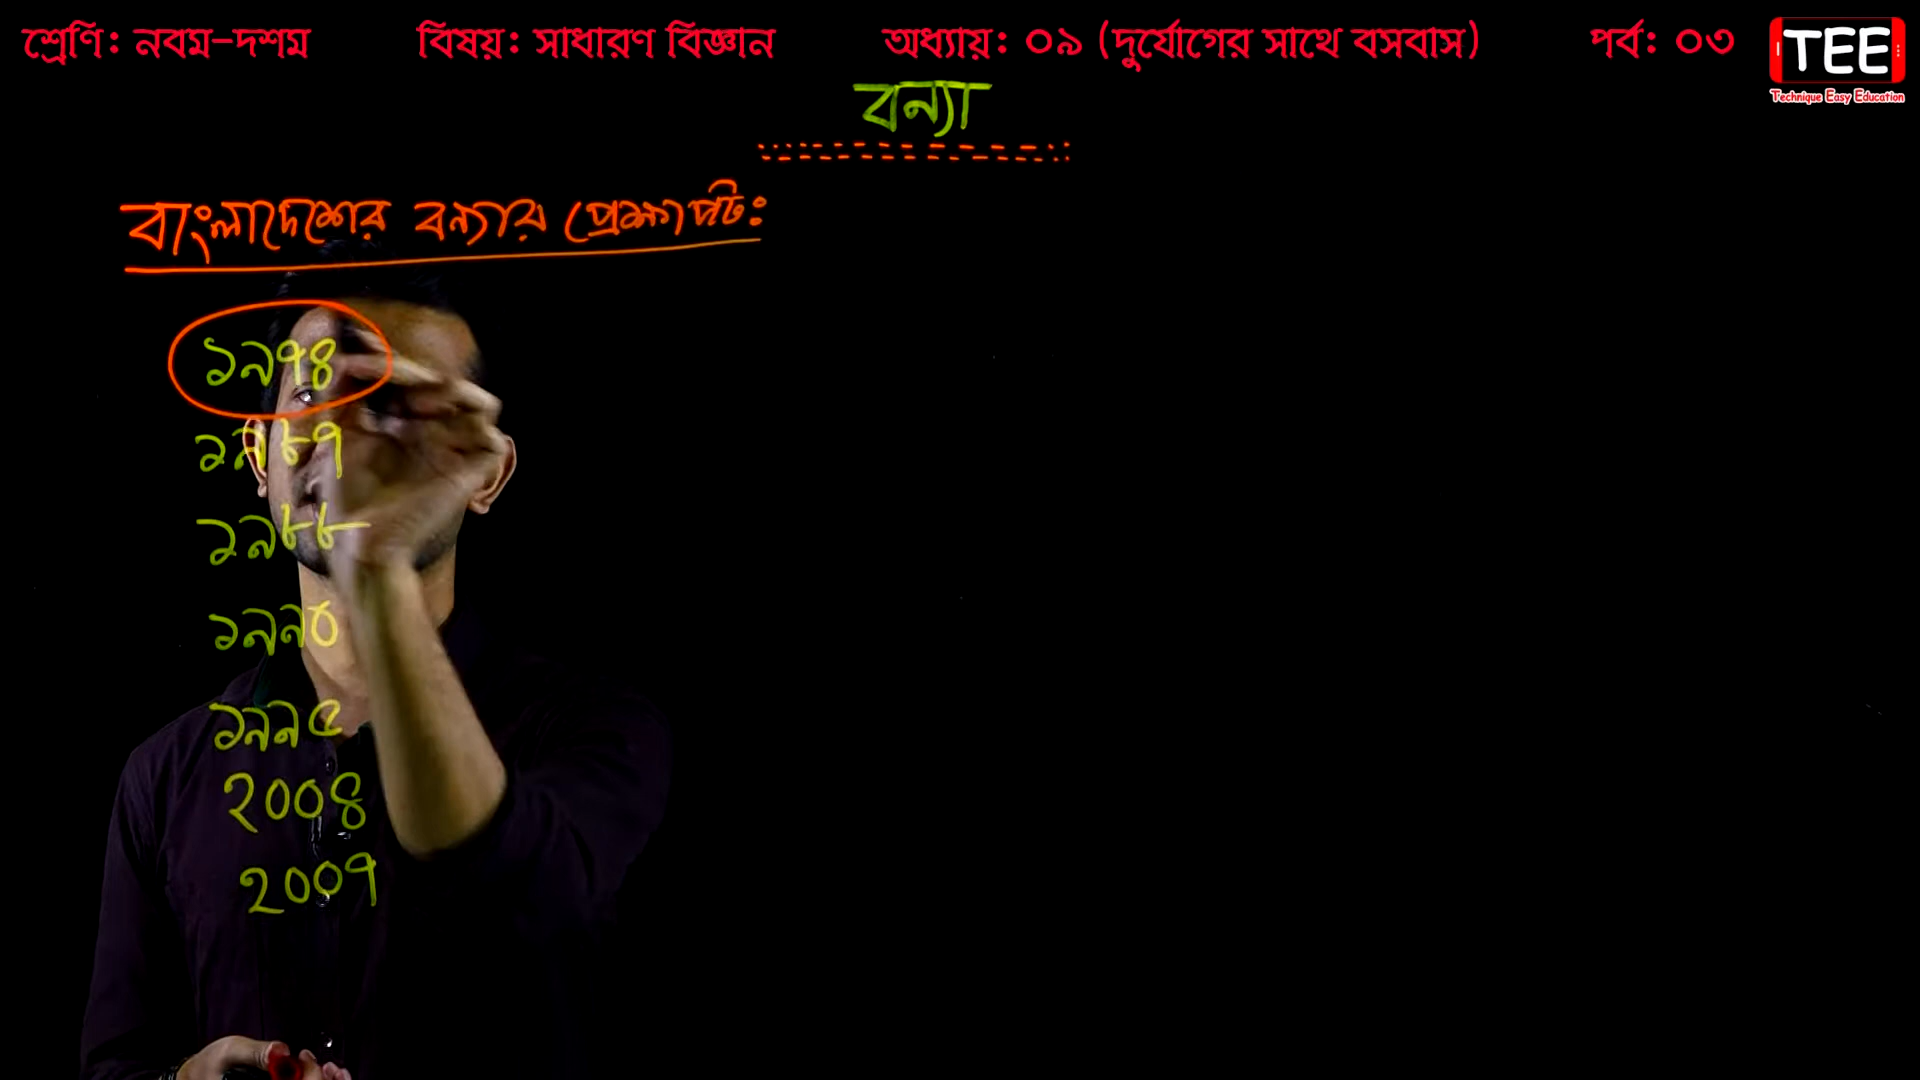 শ্রেণি: নবম-দশম বিষয়: সাধারণ বিজ্ঞান অধ্যায়: ০৯ (দুর্যোগের সাথে বসবাস) পর্ব: ০৩
TEE
Technique Easy Education
বন্যা
বাংলাদেশের বন্যার প্রেক্ষাপট:
১৯৭৪
১৯৮৭
১৯৮৮
১৯৯০
১৯৯৫
২০০৪
২০০৭